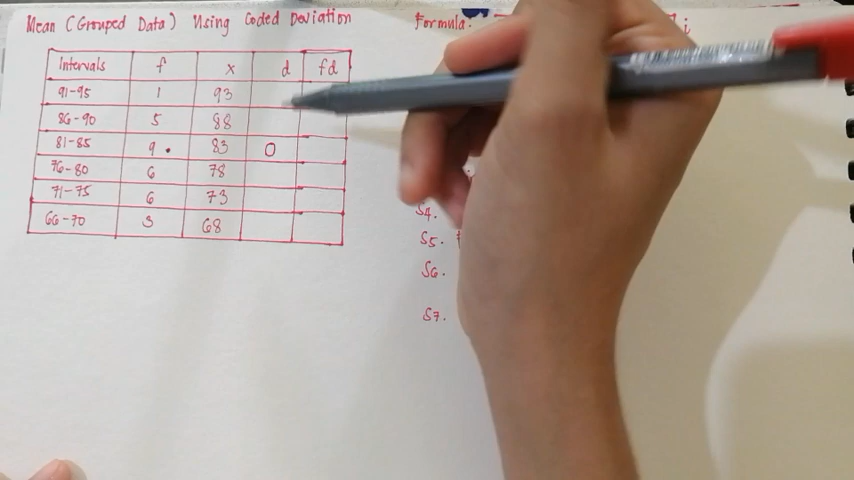 Mean (Grouped Data) Using Coded Deviation
Formula:
Intervals f x d fd
91-95 1 93
86-90 5 88
81-85 9 83 0
76-80 6 78
71-75 6 73
66-70 3 68
S4.
S5.
S6.
S7.